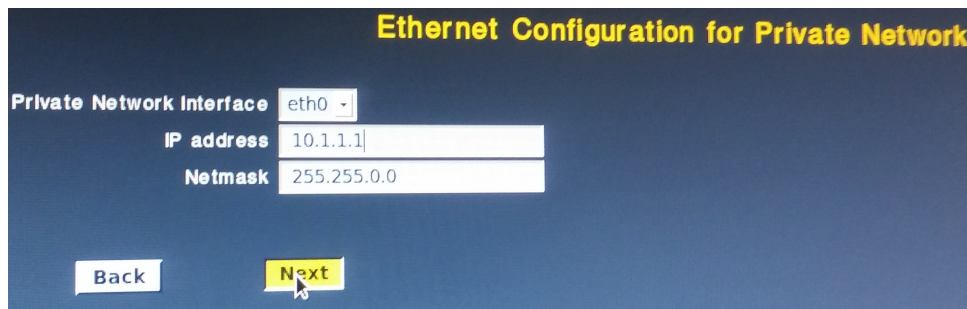 Ethernet Configuration for Private Network
Private Network Interface eth0
IP address 10.1.1.1
Netmask 255.255.0.0
Back Next